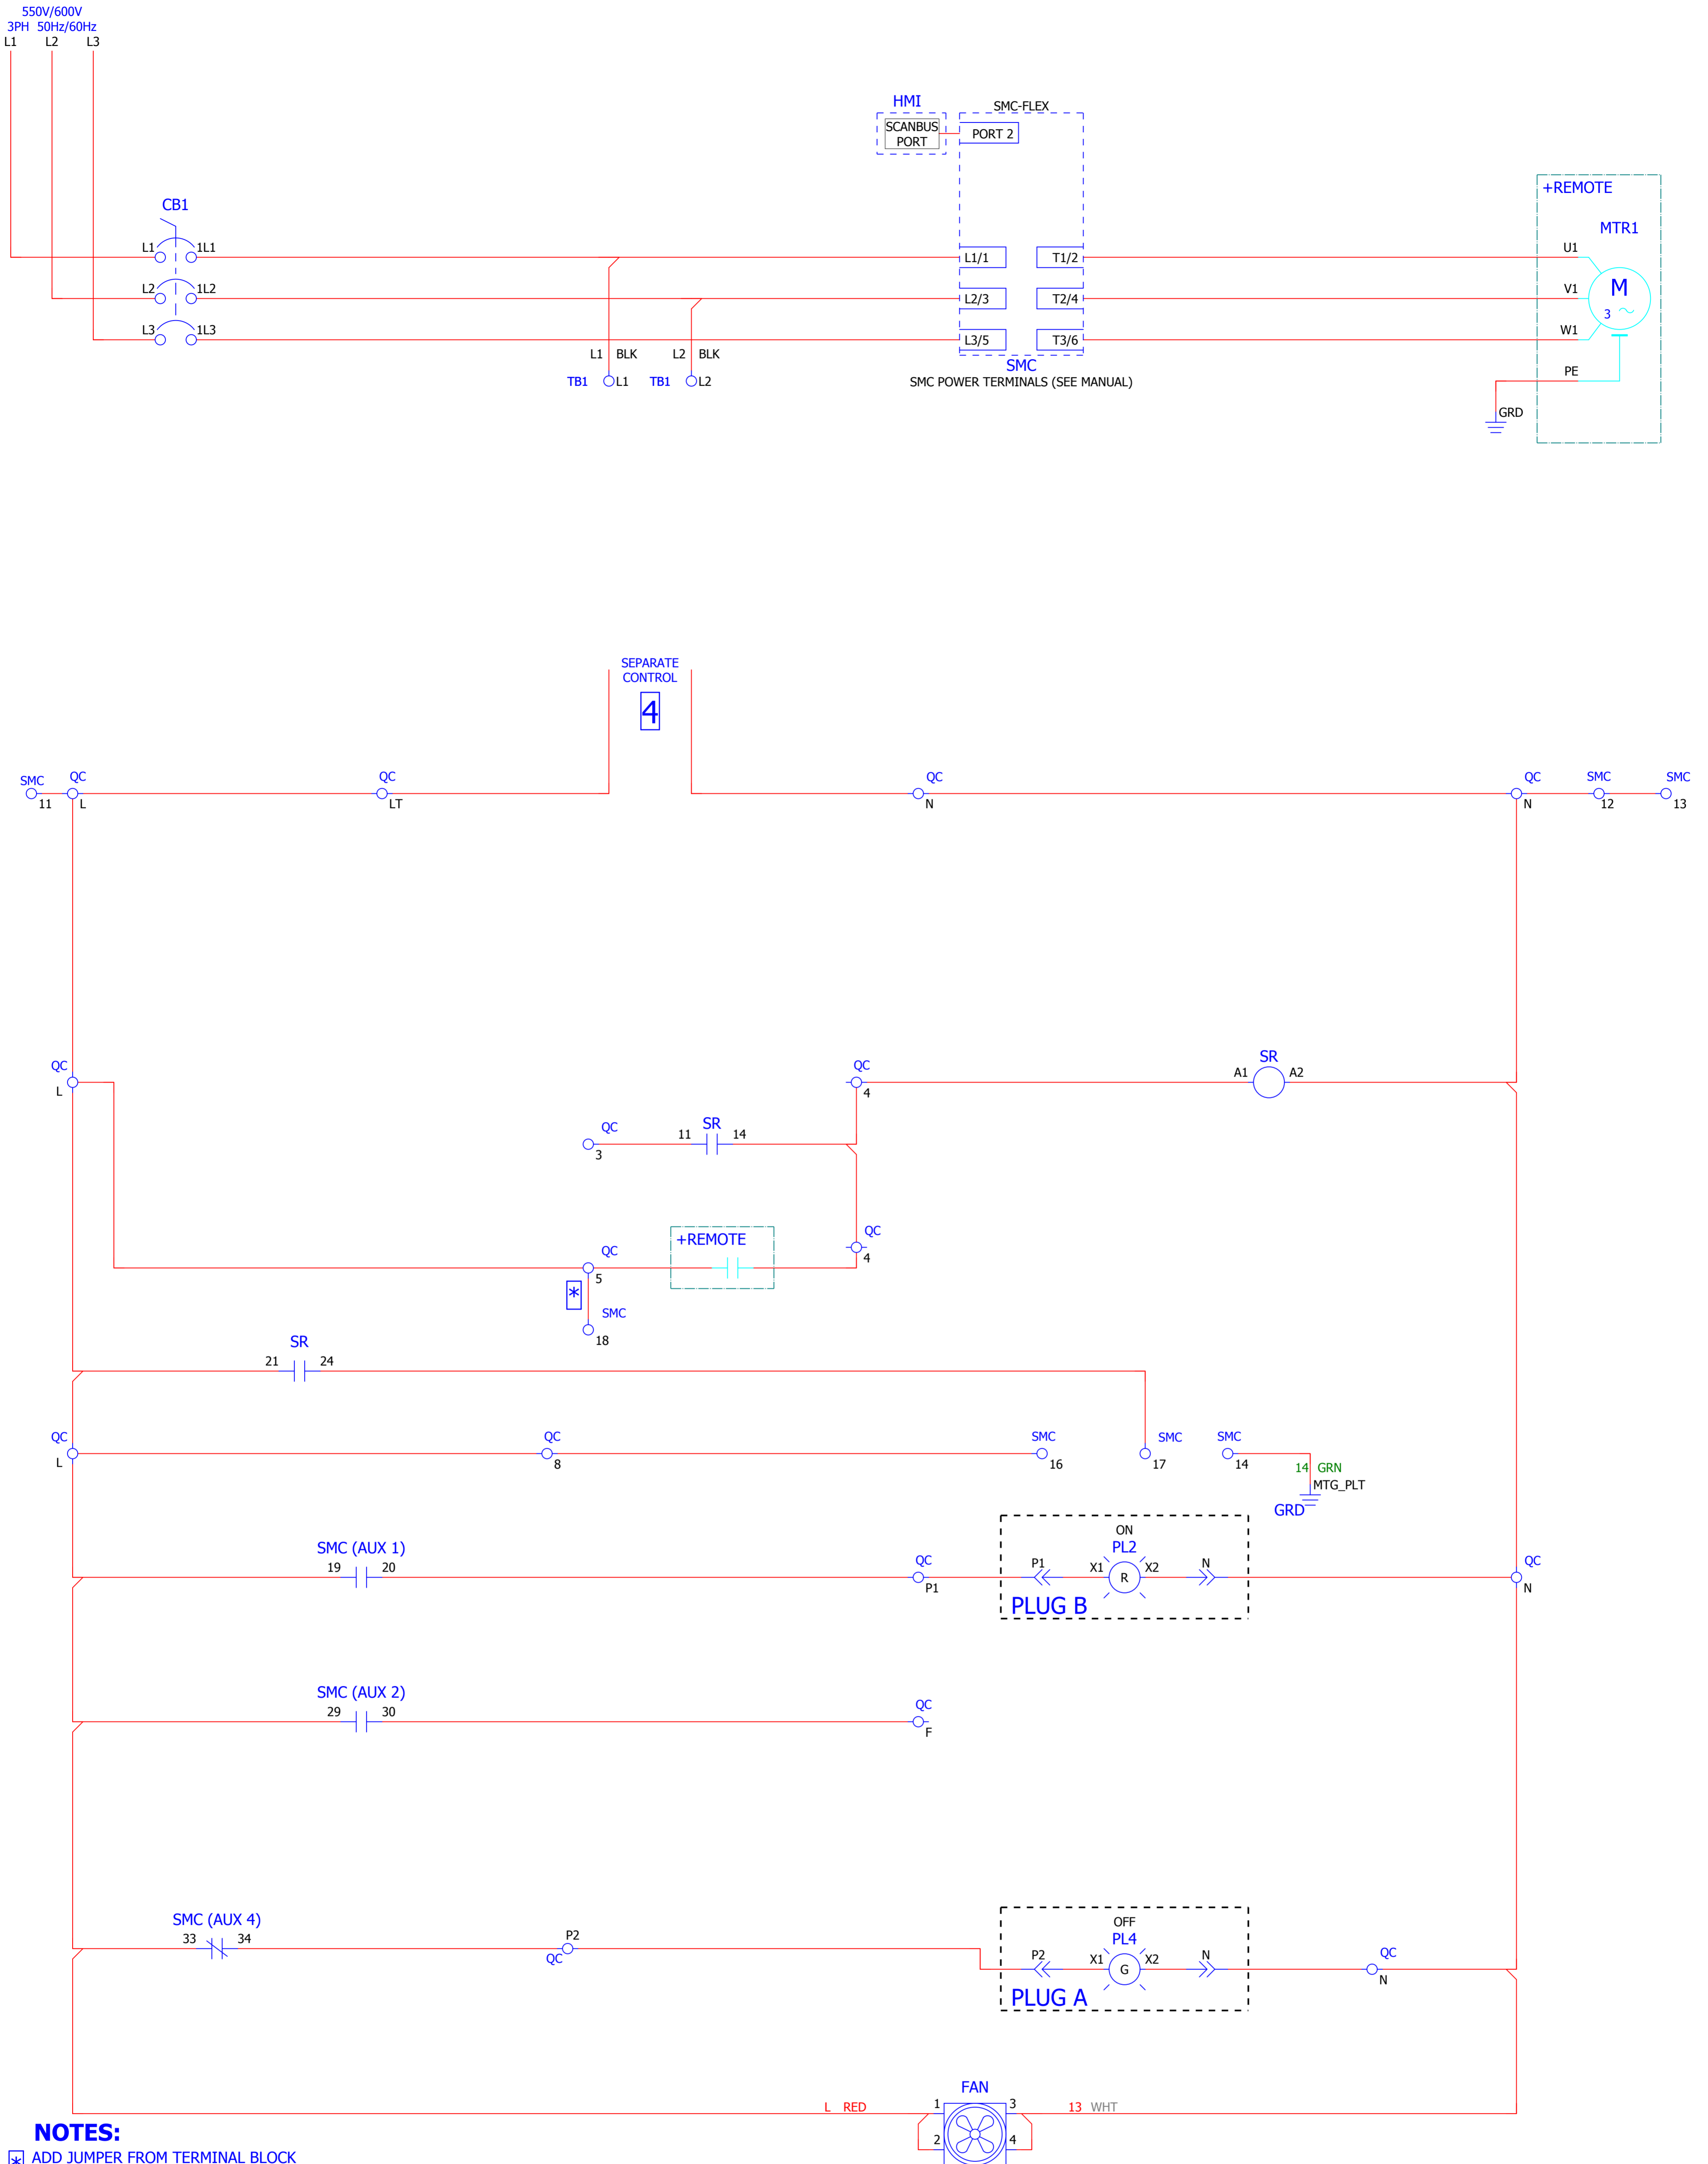 550V/600V
3PH 50Hz/60Hz
L1 L2 L3
HMI
SCANBUS
PORT
SMC-FLEX
PORT 2
+REMOTE
MTR1
CB1
L1 1L1
L1/1 T1/2
U1
L2 1L2
L2/3 T2/4
V1
M
3
L3 1L3
L3/5 T3/6
W1
L1 BLK L2 BLK
TB1 L1 TB1 L2
SMC
SMC POWER TERMINALS (SEE MANUAL)
PE
GRD
SEPARATE
CONTROL
4
SMC QC QC QC QC SMC SMC
11 L LT N N 12 13
QC QC SR
L 4 A1 A2
QC SR
3 11 14
QC
4
+REMOTE
QC
5
*
SMC
18
SR
21 24
QC QC SMC SMC SMC
L 8 16 17 14
14 GRN
MTG_PLT
GRD
SMC (AUX 1)
19 20
QC
P1
ON
PL2
P1 X1 R X2 N
PLUG B
QC
N
SMC (AUX 2)
29 30
QC
F
SMC (AUX 4)
33 34
P2
QC
OFF
PL4
P2 X1 G X2 N
PLUG A
QC
N
FAN
L RED 1 3 13 WHT
2 4
NOTES:
* ADD JUMPER FROM TERMINAL BLOCK